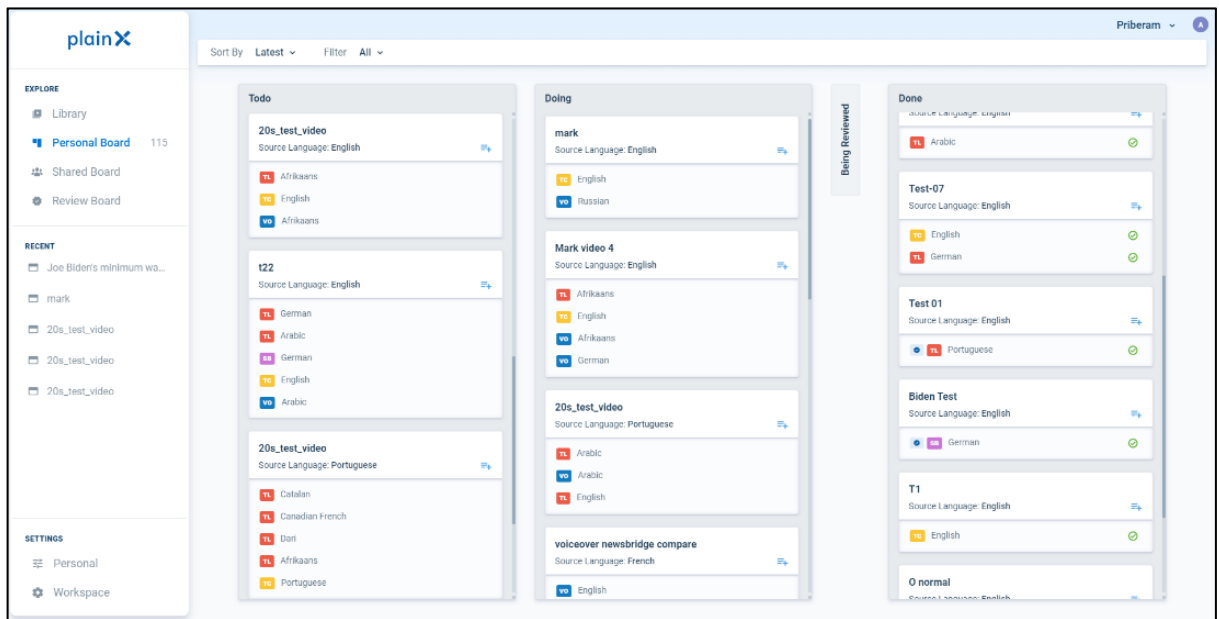 plainX
Priberam
A
Sort By Latest
Filter All
EXPLORE
Library
Personal Board 115
Shared Board
Review Board
RECENT
Joe Biden's minimum wa...
mark
20s_test_video
20s_test_video
20s_test_video
SETTINGS
Personal
Workspace
Todo
20s_test_video
Source Language: English
TL Afrikaans
TC English
VO Afrikaans
t22
Source Language: English
TL German
TL Arabic
SB German
TC English
VO Arabic
20s_test_video
Source Language: Portuguese
TL Catalan
TL Canadian French
TL Dari
TL Afrikaans
TC Portuguese
Doing
mark
Source Language: English
TC English
VO Russian
Mark video 4
Source Language: English
TL Afrikaans
TC English
VO Afrikaans
VO German
20s_test_video
Source Language: Portuguese
TL Arabic
VO Arabic
TL English
voiceover newsbridge compare
Source Language: French
VO English
Being Reviewed
Done
Source Language: English
TL Arabic
Test-07
Source Language: English
TC English
TL German
Test 01
Source Language: English
TL Portuguese
Biden Test
Source Language: English
SB German
T1
Source Language: English
TC English
O normal
Source Language: English